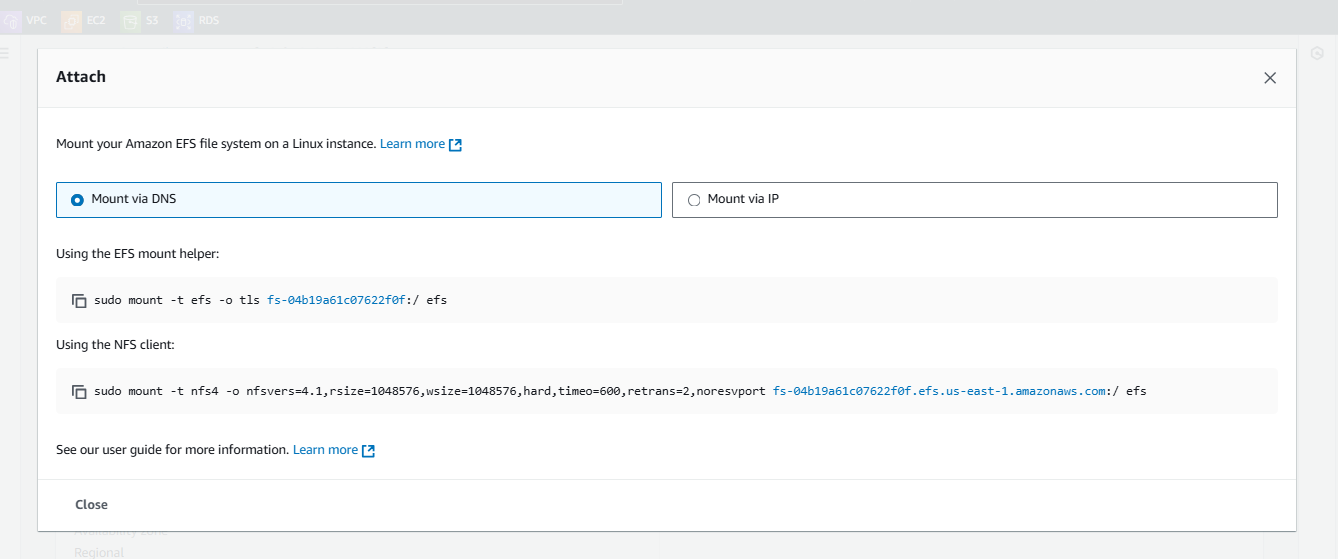 VPC EC2 S3 RDS
Attach
Mount your Amazon EFS file system on a Linux instance. Learn more
Mount via DNS
Mount via IP
Using the EFS mount helper:
sudo mount -t efs -o tls fs-04b19a61c07622f0f:/ efs
Using the NFS client:
sudo mount -t nfs4 -o nfsvers=4.1,rsize=1048576,wsize=1048576,hard,timeo=600,retrans=2,noresvport fs-04b19a61c07622f0f.efs.us-east-1.amazonaws.com:/ efs
See our user guide for more information. Learn more
Close
Availability zone
Regional